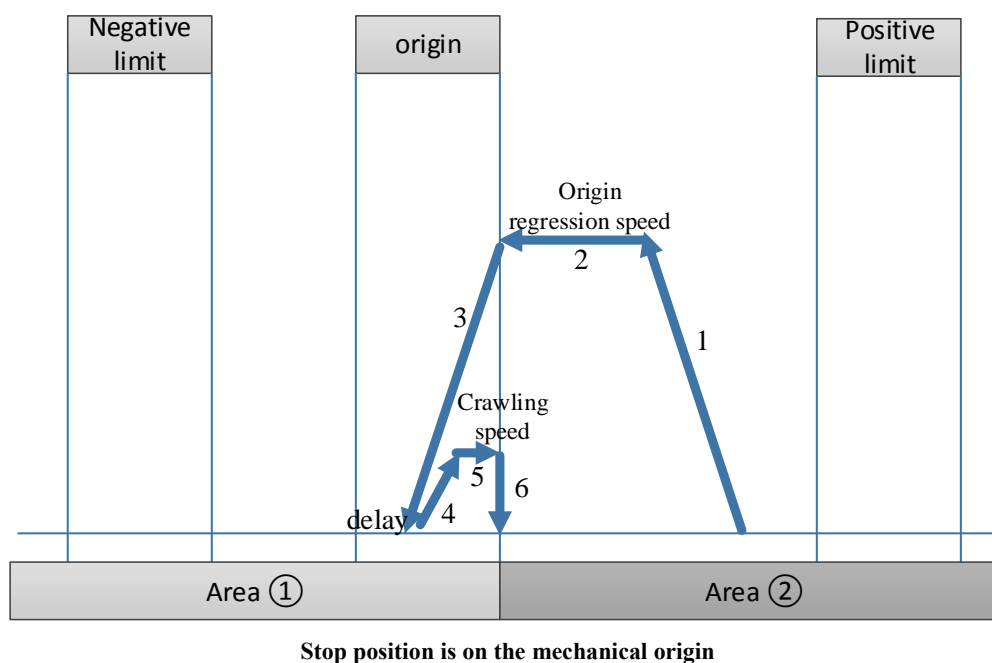 Negative
limit
origin
Positive
limit
Origin
regression speed
2
3
1
Crawling
speed
5
6
4
delay
Area ①
Area ②
Stop position is on the mechanical origin